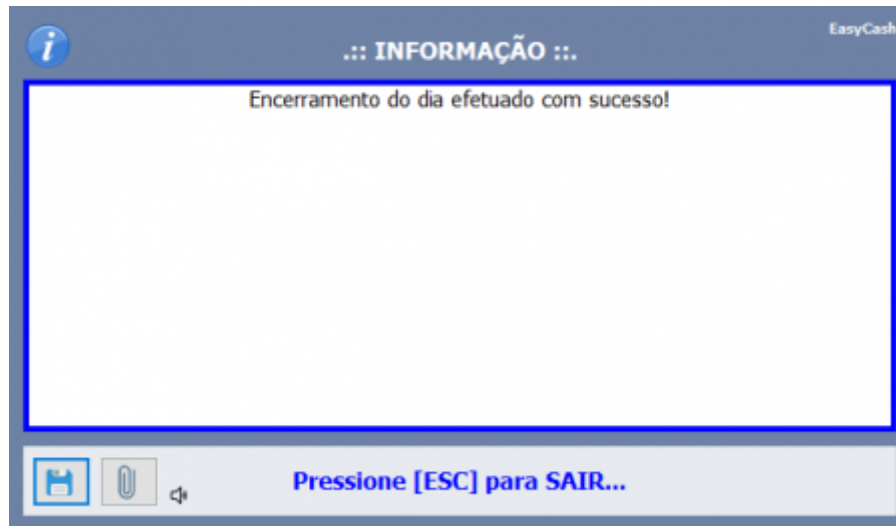 EasyCash
.:: INFORMAÇÃO ::.
Encerramento do dia efetuado com sucesso!
Pressione [ESC] para SAIR...